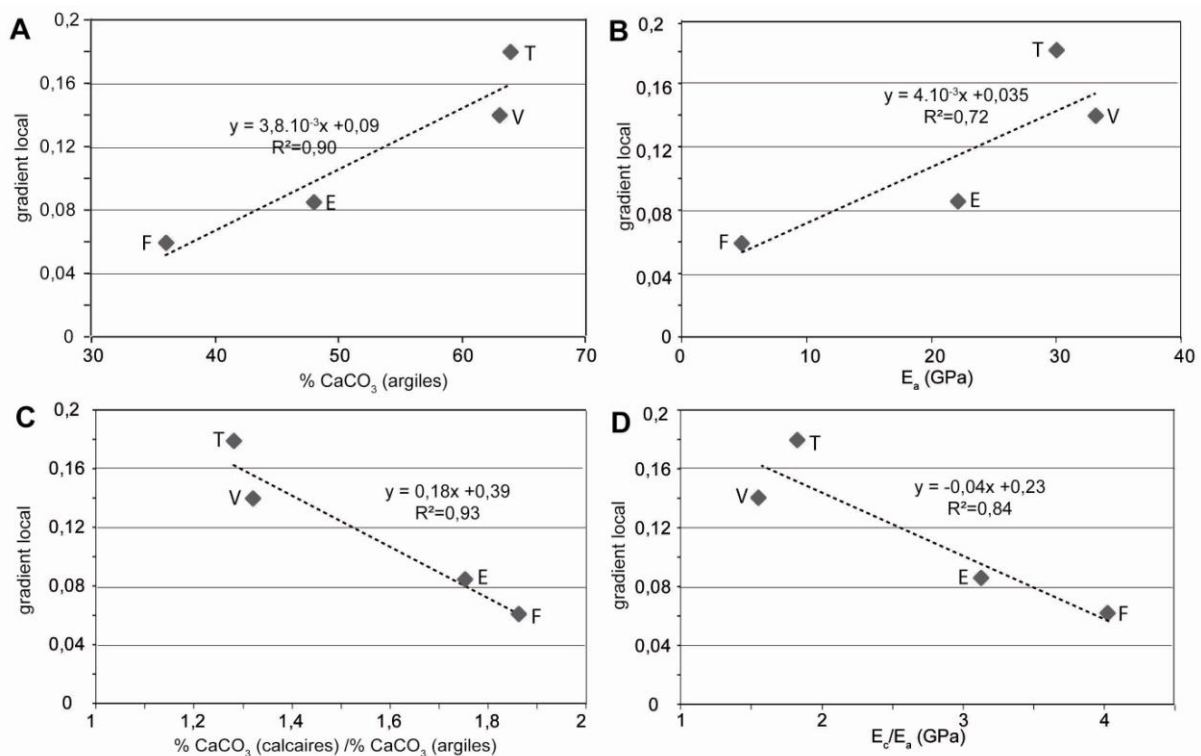 A
gradient local
0,2
0,16
0,12
0,08
0,04
0
T
V
y = 3,8.10⁻³x +0,09
R²=0,90
E
F
30 40 50 60 70
% CaCO₃ (argiles)
B
gradient local
0,2
0,16
0,12
0,08
0,04
0
T
y = 4.10⁻³x +0,035
R²=0,72
V
E
F
0 10 20 30 40
Eₐ (GPa)
C
gradient local
0,2
0,16
0,12
0,08
0,04
0
T
V
y = 0,18x +0,39
R²=0,93
E
F
1 1,2 1,4 1,6 1,8 2
% CaCO₃ (calcaires) /% CaCO₃ (argiles)
D
gradient local
0,2
0,16
0,12
0,08
0,04
0
T
V
y = -0,04x +0,23
R²=0,84
E
F
1 2 3 4
E꜀/Eₐ (GPa)